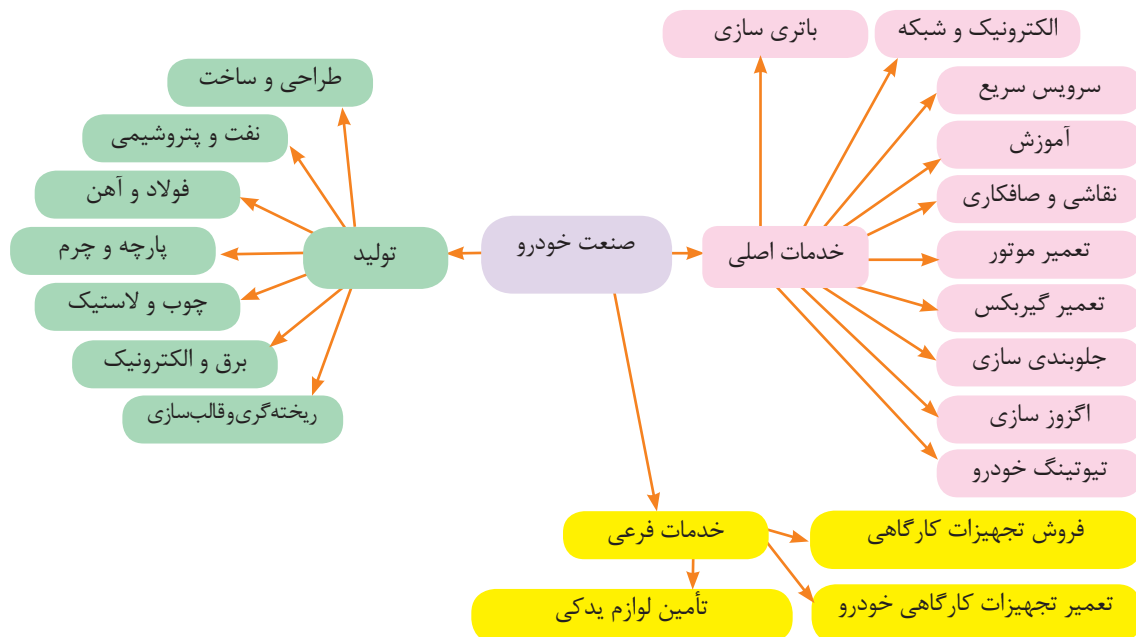 صنعت خودرو
خدمات اصلی
الکترونیک و شبکه
باتری سازی
سرویس سریع
آموزش
نقاشی و صافکاری
تعمیر موتور
تعمیر گیربکس
جلوبندی سازی
اگزوز سازی
تیوتینگ خودرو
تولید
طراحی و ساخت
نفت و پتروشیمی
فولاد و آهن
پارچه و چرم
چوب و لاستیک
برق و الکترونیک
ریخته‌گری‌وقالب‌سازی
خدمات فرعی
فروش تجهیزات کارگاهی
تعمیر تجهیزات کارگاهی خودرو
تأمین لوازم یدکی